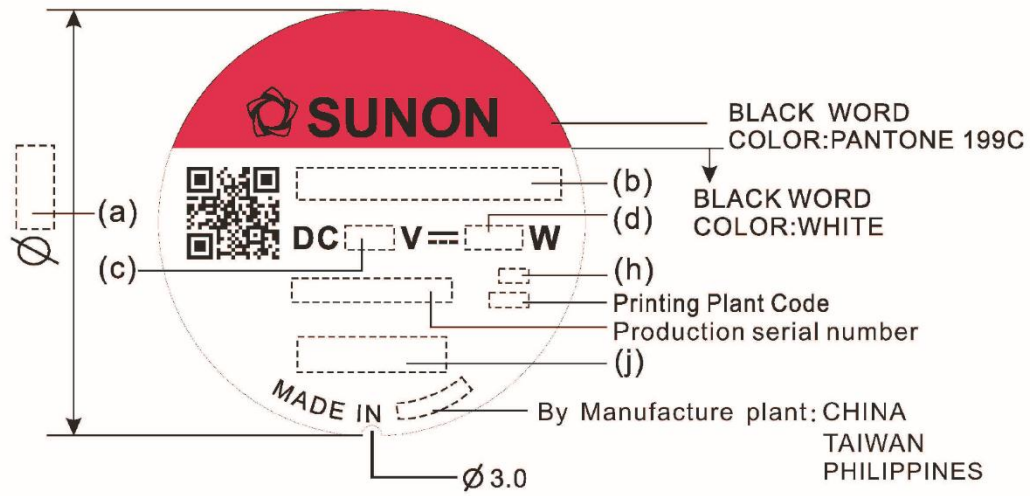 SUNON
BLACK WORD
COLOR:PANTONE 199C
BLACK WORD
COLOR:WHITE
(a)
Ø
(b)
(d)
DC V⎓ W
(c)
(h)
Printing Plant Code
Production serial number
(j)
MADE IN
By Manufacture plant: CHINA
TAIWAN
PHILIPPINES
Ø 3.0